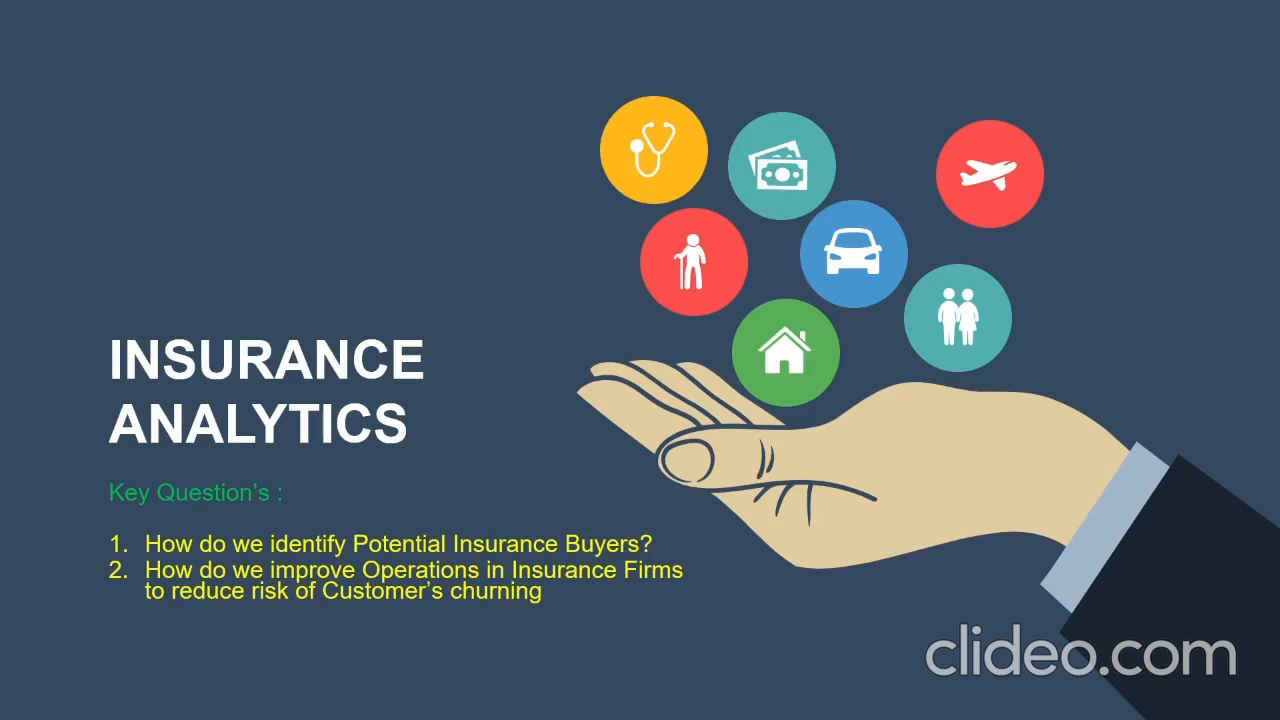 INSURANCE
ANALYTICS
Key Question’s :
1. How do we identify Potential Insurance Buyers?
2. How do we improve Operations in Insurance Firms
to reduce risk of Customer’s churning
clideo.com